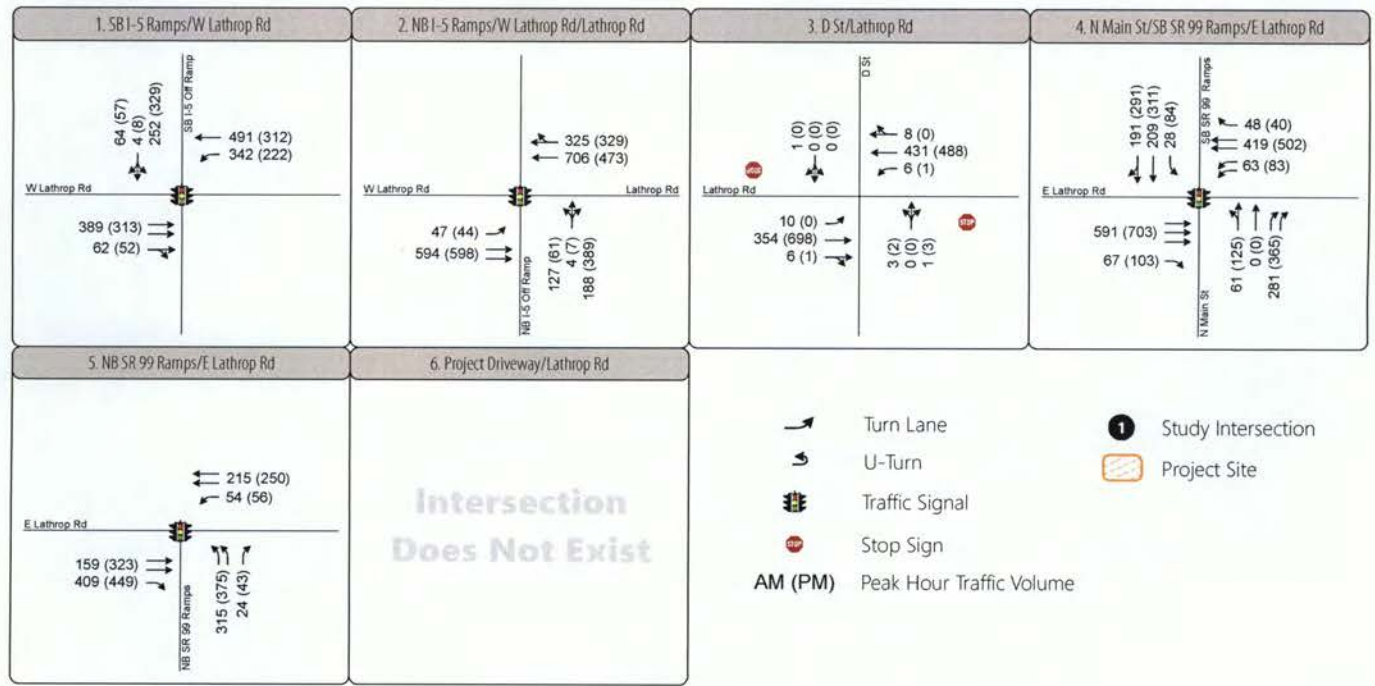 1. SB I-5 Ramps/W Lathrop Rd
64 (57)
4 (8)
252 (329)
SB I-5 Off Ramp
491 (312)
342 (222)
W Lathrop Rd
389 (313)
62 (52)
2. NB I-5 Ramps/W Lathrop Rd/Lathrop Rd
325 (329)
706 (473)
W Lathrop Rd
Lathrop Rd
47 (44)
594 (598)
NB I-5 Off Ramp
127 (61)
4 (7)
188 (389)
3. D St/Lathrop Rd
1 (0)
0 (0)
0 (0)
D St
8 (0)
431 (488)
6 (1)
STOP
Lathrop Rd
10 (0)
354 (698)
6 (1)
3 (2)
0 (0)
1 (3)
STOP
4. N Main St/SB SR 99 Ramps/E Lathrop Rd
191 (291)
209 (311)
28 (84)
SB SR 99 Ramps
48 (40)
419 (502)
63 (83)
E Lathrop Rd
591 (703)
67 (103)
N Main St
61 (125)
0 (0)
281 (365)
5. NB SR 99 Ramps/E Lathrop Rd
215 (250)
54 (56)
E Lathrop Rd
159 (323)
409 (449)
NB SR 99 Ramps
315 (375)
24 (43)
6. Project Driveway/Lathrop Rd
Intersection
Does Not Exist
Turn Lane
U-Turn
Traffic Signal
STOP Stop Sign
AM (PM) Peak Hour Traffic Volume
1 Study Intersection
Project Site